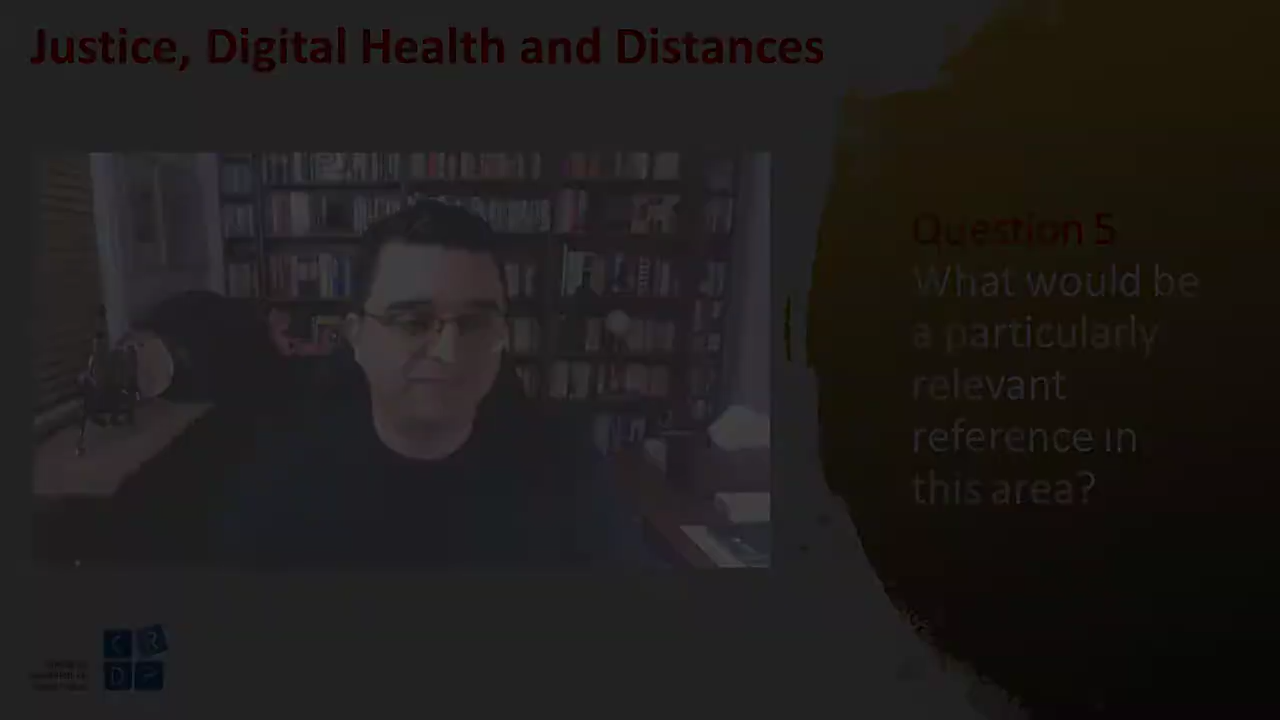 Justice, Digital Health and Distances
Question 5
What would be
a particularly
relevant
reference in
this area?
C R
D P